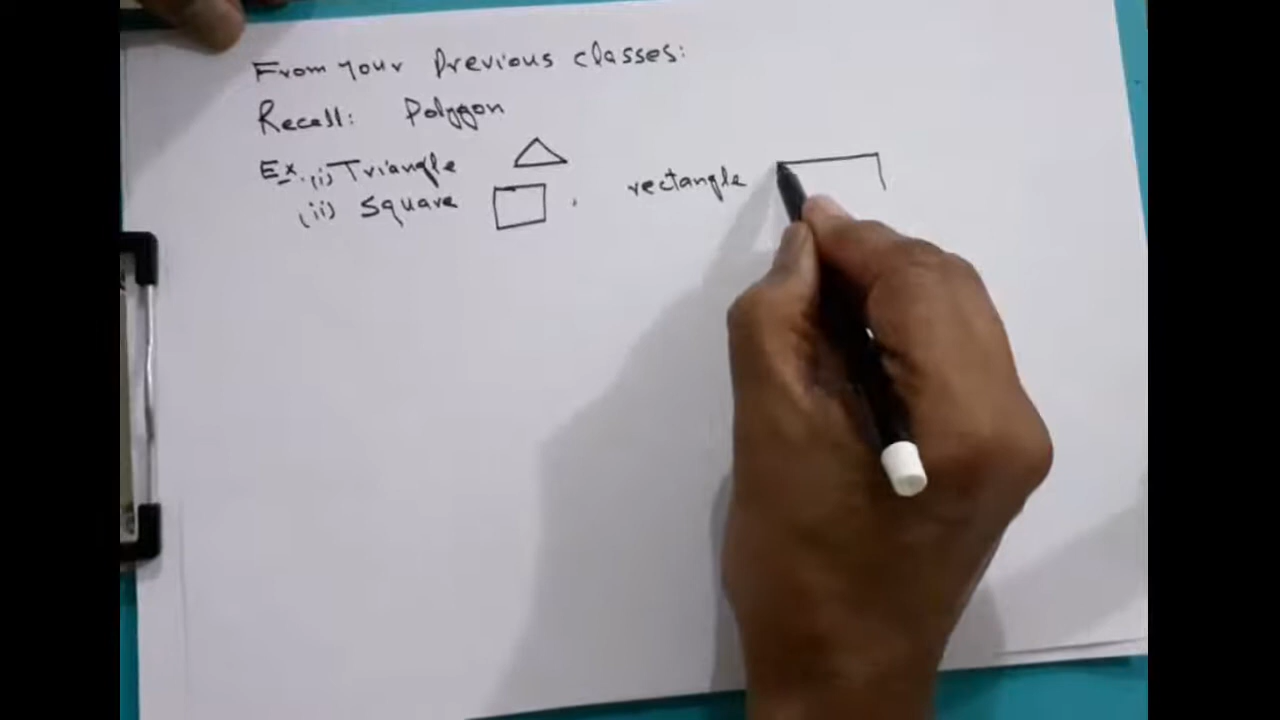 From your Previous classes:
Recall: Polygon
Ex. (i) Triangle
(ii) Square , rectangle